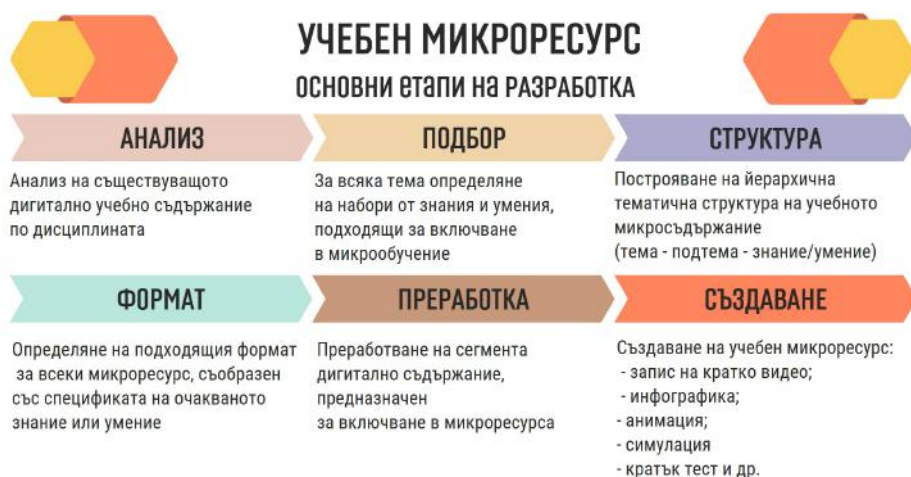 УЧЕБЕН МИКРОРЕСУРС
ОСНОВНИ ЕТАПИ НА РАЗРАБОТКА
АНАЛИЗ
Анализ на съществуващото
дигитално учебно съдържание
по дисциплината
ПОДБОР
За всяка тема определяне
на набори от знания и умения,
подходящи за включване
в микрообучение
СТРУКТУРА
Построяване на йерархична
тематична структура на учебното
микросъдържание
(тема - подтема - знание/умение)
ФОРМАТ
Определяне на подходящия формат
за всеки микроресурс, съобразен
със спецификата на очакваното
знание или умение
ПРЕРАБОТКА
Преработване на сегмента
дигитално съдържание,
предназначен
за включване в микроресурса
СЪЗДАВАНЕ
Създаване на учебен микроресурс:
- запис на кратко видео;
- инфографика;
- анимация;
- симулация
- кратък тест и др.